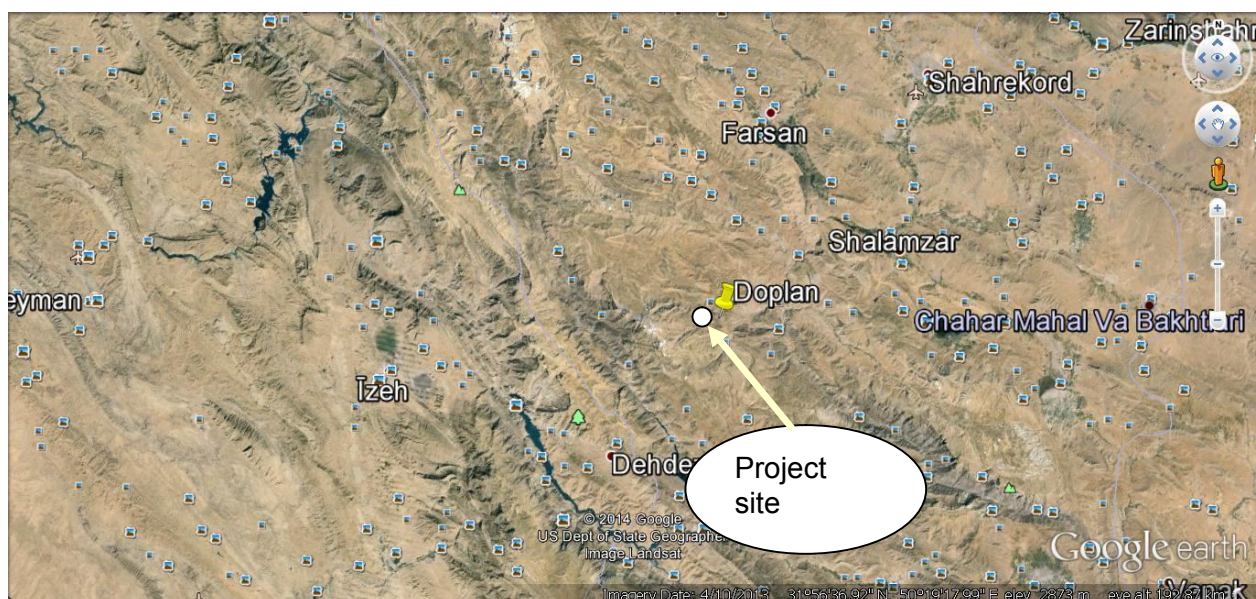 Zarinshahr
Shahrekord
Farsan
Shalamzar
Doplan
eyman
Chahar Mahal Va Bakhtiari
Īzeh
Project
site
© 2014 Google
US Dept of State Geographer
Image Landsat
Google earth
Vanak
Imagery Date: 4/10/2013 31°56'36.92" N 50°19'17.99" E elev 2873 m eye alt 192.87 km
N